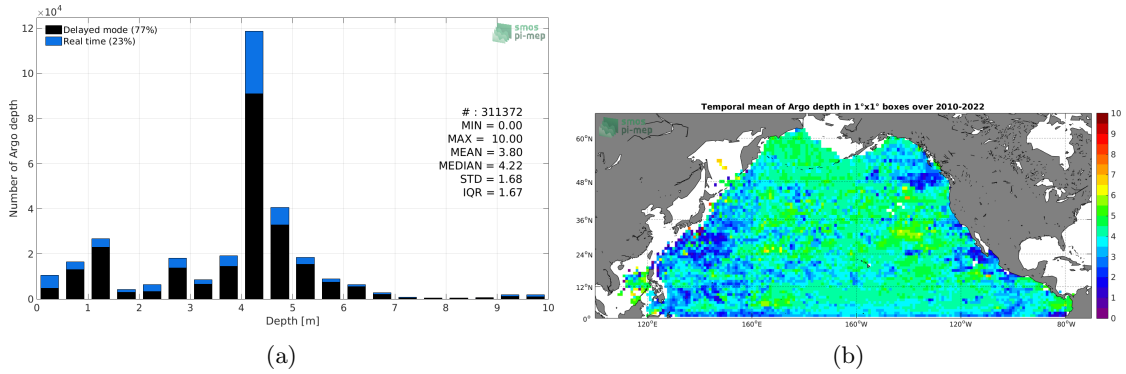 ×10⁴
Delayed mode (77%)
Real time (23%)
smos
pi-mep
12
10
8
6
4
2
0
Number of Argo depth
# : 311372
MIN = 0.00
MAX = 10.00
MEAN = 3.80
MEDIAN = 4.22
STD = 1.68
IQR = 1.67
0 1 2 3 4 5 6 7 8 9 10
Depth [m]
(a)
Temporal mean of Argo depth in 1°x1° boxes over 2010-2022
smos
pi-mep
60°N
48°N
36°N
24°N
12°N
0°
120°E 160°E 160°W 120°W 80°W
10
9
8
7
6
5
4
3
2
1
0
(b)